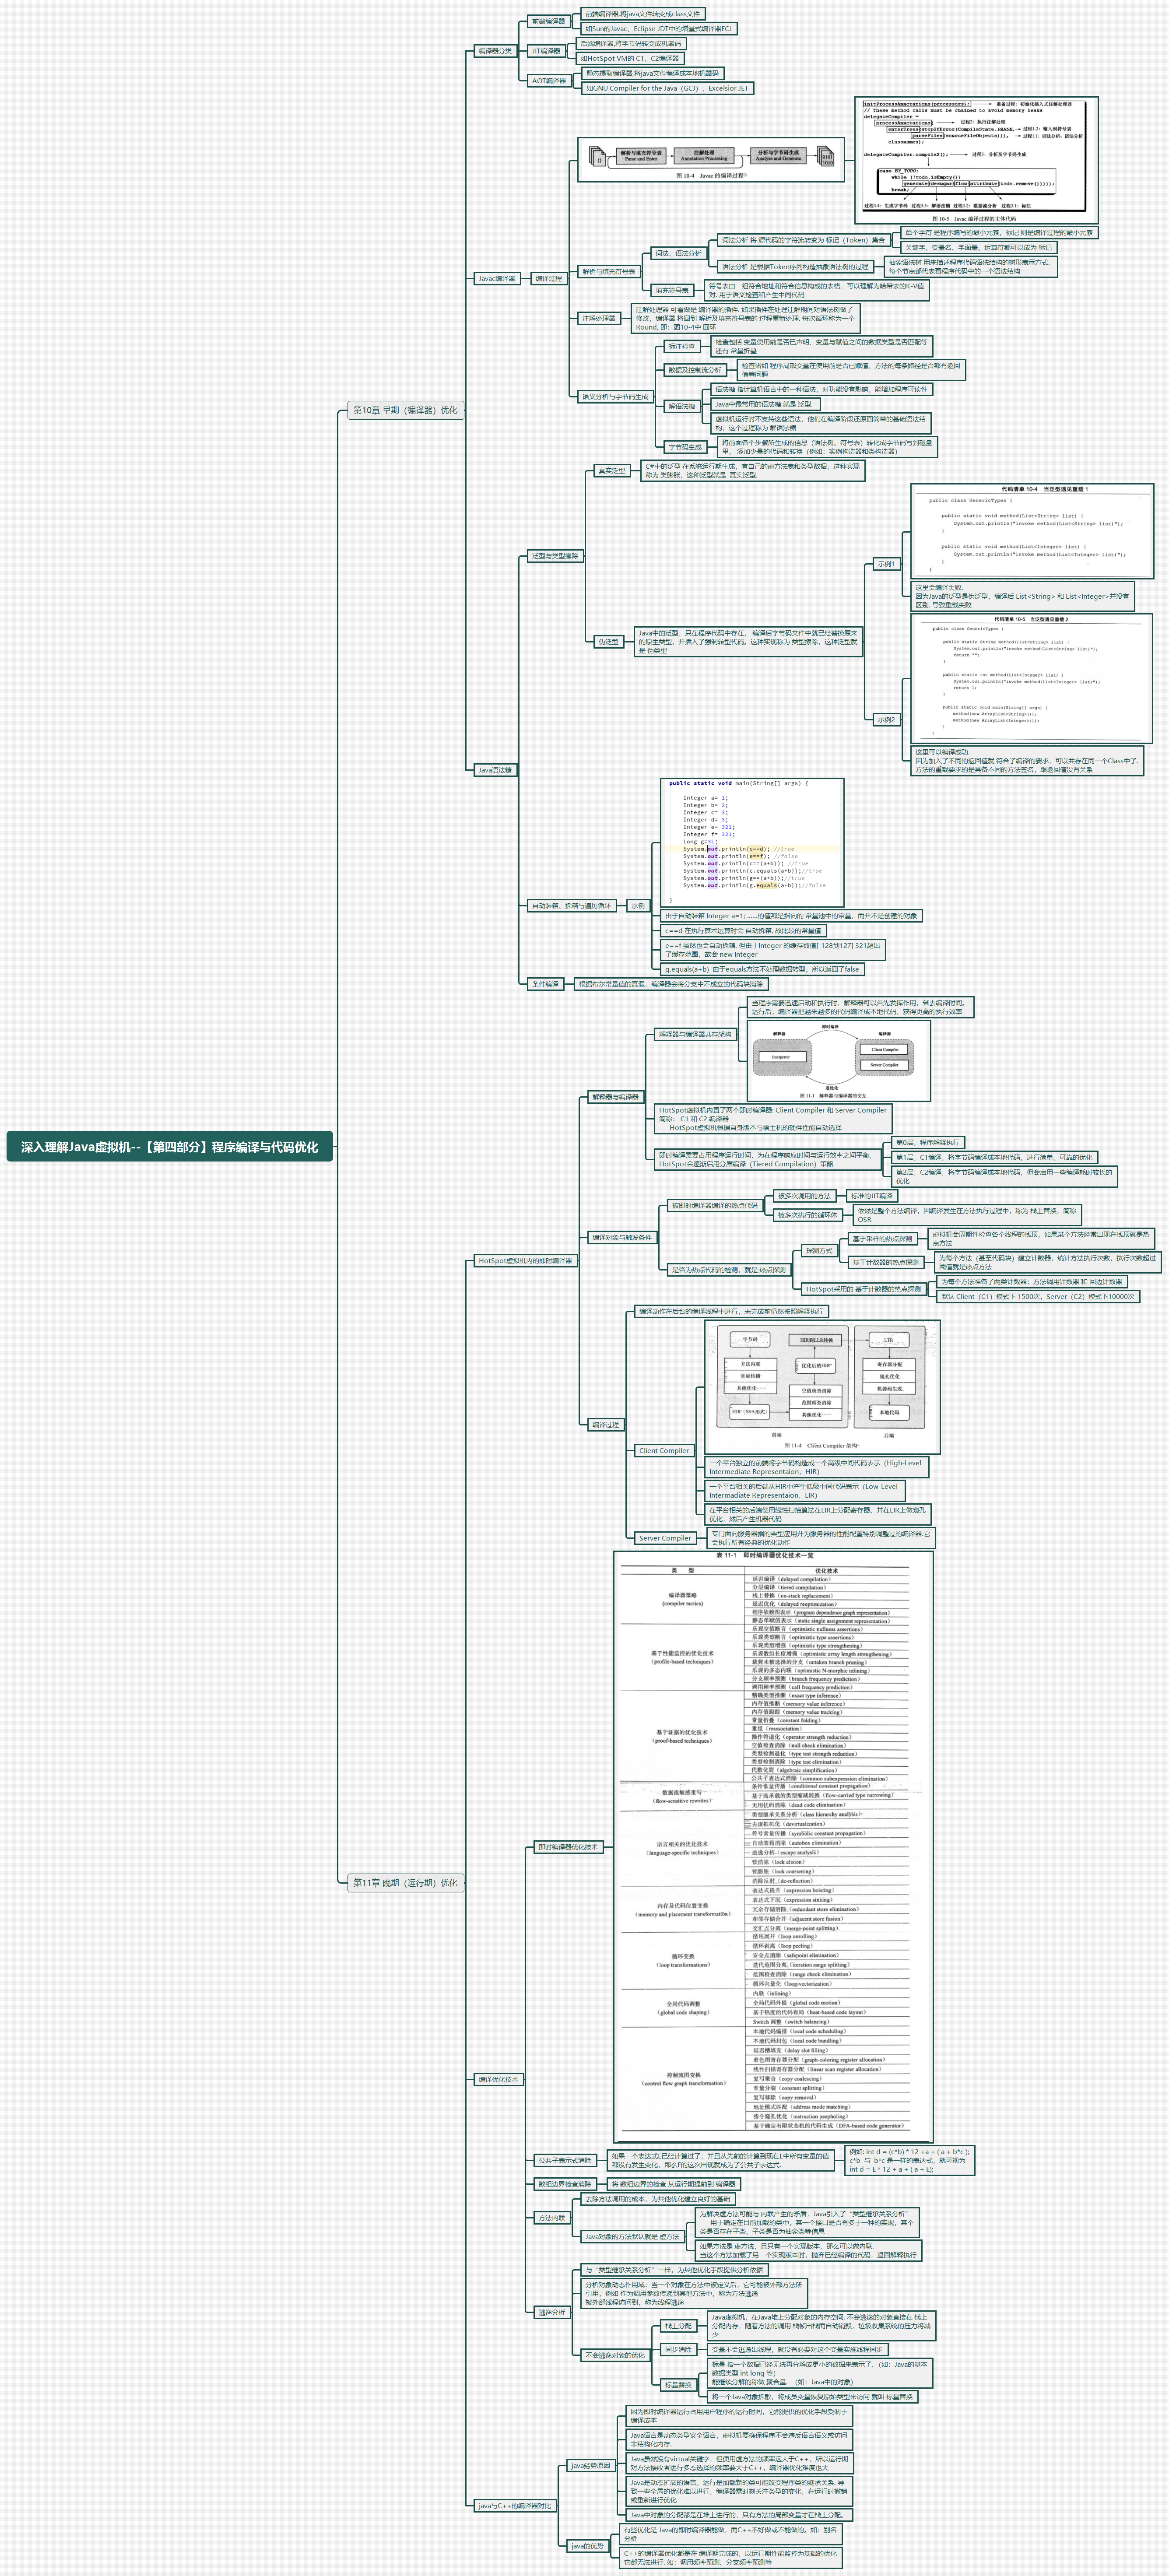 深入理解Java虚拟机--【第四部分】程序编译与代码优化
第10章 早期（编译器）优化
编译器分类
前端编译器
前端编译器,将java文件转变成class文件
如Sun的Javac、Eclipse JDT中的增量式编译器ECJ
JIT编译器
后端编译器,将字节码转变成机器码
如HotSpot VM的 C1、C2编译器
AOT编译器
静态提取编译器,将java文件编译成本地机器码
如GNU Compiler for the Java（GCJ）、Excelsior JET
Javac编译器
编译过程
解析与填充符号表
Parse and Enter
注解处理
Annotation Processing
分析与字节码生成
Analyse and Generate
图 10-4 Javac 的编译过程
initProcessAnnotations(processors); 准备过程：初始化插入式注解处理器
// These method calls must be chained to avoid memory leaks
delegateCompiler =
processAnnotations( 过程2：执行注解处理
enterTrees(stopIfError(CompileState.PARSE, 过程1.2：输入到符号表
parseFiles(sourceFileObjects))), 过程1.1：词法分析、语法分析
classnames);
delegateCompiler.compile2(); 过程3：分析及字节码生成
case BY_TODO:
while (!todo.isEmpty())
generate(desugar(flow(attribute(todo.remove()))));
break;
过程3.4：生成字节码 过程3.3：解语法糖 过程3.2：数据流分析 过程3.1：标注
图 10-5 Javac 编译过程的主体代码
解析与填充符号表
词法、语法分析
词法分析 将 源代码的字符流转变为 标记（Token）集合
单个字符 是程序编写的最小元素，标记 则是编译过程的最小元素
关键字、变量名、字面量、运算符都可以成为 标记
语法分析 是根据Token序列构造抽象语法树的过程
抽象语法树 用来描述程序代码语法结构的树形表示方式.
每个节点都代表着程序代码中的一个语法结构
填充符号表
符号表由一组符合地址和符合信息构成的表格，可以理解为哈希表的K-V值
对. 用于语义检查和产生中间代码
注解处理器
注解处理器 可看做是 编译器的插件. 如果插件在处理注解期间对语法树做了
修改，编译器 将回到 解析及填充符号表的 过程重新处理. 每次循环称为一个
Round, 即：图10-4中 回环
语义分析与字节码生成
标注检查
检查包括 变量使用前是否已声明、变量与赋值之间的数据类型是否匹配等
还有 常量折叠
数据及控制流分析
检查诸如 程序局部变量在使用前是否已赋值、方法的每条路径是否都有返回
值等问题
解语法糖
语法糖 指计算机语言中的一种语法，对功能没有影响，能增加程序可读性
Java中最常用的语法糖 就是 泛型.
虚拟机运行时不支持这些语法，他们在编译阶段还原回简单的基础语法结
构，这个过程称为 解语法糖
字节码生成
将前面各个步骤所生成的信息（语法树，符号表）转化成字节码写到磁盘
里， 添加少量的代码和转换（例如：实例构造器和类构造器）
Java语法糖
泛型与类型擦除
真实泛型
C#中的泛型 在系统运行期生成，有自己的虚方法表和类型数据，这种实现
称为 类膨胀，这种泛型就是 真实泛型.
伪泛型
Java中的泛型，只在程序代码中存在， 编译后字节码文件中就已经替换原来
的原生类型，并插入了强制转型代码。这种实现称为 类型擦除，这种泛型就
是 伪类型
示例1
代码清单 10-4 当泛型遇见重载 1
public class GenericTypes {
public static void method(List<String> list) {
System.out.println("invoke method(List<String> list)");
}
public static void method(List<Integer> list) {
System.out.println("invoke method(List<Integer> list)");
}
}
这里会编译失败.
因为Java的泛型是伪泛型，编译后 List<String> 和 List<Integer>并没有
区别. 导致重载失败
示例2
代码清单 10-5 当泛型遇见重载 2
public class GenericTypes {
public static String method(List<String> list) {
System.out.println("invoke method(List<String> list)");
return "";
}
public static int method(List<Integer> list) {
System.out.println("invoke method(List<Integer> list)");
return 1;
}
public static void main(String[] args) {
method(new ArrayList<String>());
method(new ArrayList<Integer>());
}
}
这里可以编译成功.
因为加入了不同的返回值就 符合了编译的要求，可以共存在同一个Class中了.
方法的重载要求的是具备不同的方法签名，跟返回值没有关系
自动装箱、拆箱与遍历循环
示例
public static void main(String[] args) {
Integer a= 1;
Integer b= 2;
Integer c= 3;
Integer d= 3;
Integer e= 321;
Integer f= 321;
Long g=3L;
System.out.println(c==d); //true
System.out.println(e==f); //false
System.out.println(c==(a+b)); //true
System.out.println(c.equals(a+b));//true
System.out.println(g==(a+b));//true
System.out.println(g.equals(a+b));//false
}
由于自动装箱 Integer a=1; ......的值都是指向的 常量池中的常量，而并不是创建的对象
c==d 在执行算术运算时会 自动拆箱. 故比较的常量值
e==f 虽然也会自动拆箱. 但由于Integer 的缓存数值[-128到127] 321超出
了缓存范围，故会 new Integer
g.equals(a+b) 由于equals方法不处理数据转型。所以返回了false
条件编译
根据布尔常量值的真假，编译器会将分支中不成立的代码块消除
第11章 晚期（运行期）优化
HotSpot虚拟机内的即时编译器
解释器与编译器
解释器与编译器共存架构
当程序需要迅速启动和执行时，解释器可以首先发挥作用，省去编译时间。
运行后，编译器把越来越多的代码编译成本地代码，获得更高的执行效率
解释器
即时编译
编译器
Interpreter
Client Compiler
Server Compiler
逆优化
图 11-1 解释器与编译器的交互
HotSpot虚拟机内置了两个即时编译器: Client Compiler 和 Server Compiler
简称： C1 和 C2 编译器
----HotSpot虚拟机根据自身版本与宿主机的硬件性能自动选择
即时编译需要占用程序运行时间，为在程序响应时间与运行效率之间平衡，
HotSpot会逐渐启用分层编译（Tiered Compilation）策略
第0层，程序解释执行
第1层，C1编译，将字节码编译成本地代码，进行简单、可靠的优化
第2层，C2编译，将字节码编译成本地代码，但会启用一些编译耗时较长的
优化
编译对象与触发条件
被即时编译器编译的热点代码
被多次调用的方法
标准的JIT编译
被多次执行的循环体
依然是整个方法编译，因编译发生在方法执行过程中，称为 栈上替换，简称
OSR
是否为热点代码的检测，就是 热点探测
探测方式
基于采样的热点探测
虚拟机会周期性检查各个线程的栈顶，如果某个方法经常出现在栈顶就是热
点方法
基于计数器的热点探测
为每个方法（甚至代码块）建立计数器，统计方法执行次数，执行次数超过
阈值就是热点方法
HotSpot采用的 基于计数器的热点探测
为每个方法准备了两类计数器：方法调用计数器 和 回边计数器
默认 Client（C1）模式下 1500次，Server（C2）模式下10000次
编译过程
编译动作在后台的编译线程中进行，未完成前仍然按照解释执行
Client Compiler
字节码
方法内联
常量传播
其他优化······
HIR（SSA形式）
HIR到LIR转换
优化后的HIR
空值检查消除
范围检查消除
其他优化······
LIR
寄存器分配
窥孔优化
机器码生成
本地代码
前端
后端
图 11-4 Client Compiler 架构
一个平台独立的前端将字节码构造成一个高级中间代码表示（High-Level
Intermediate Representaion，HIR）
一个平台相关的后端从HIR中产生低级中间代码表示（Low-Level
Intermadiate Representaion，LIR）
在平台相关的后端使用线性扫描算法在LIR上分配寄存器，并在LIR上做窥孔
优化，然后产生机器代码
Server Compiler
专门面向服务器端的典型应用并为服务器的性能配置特别调整过的编译器.它
会执行所有经典的优化动作
编译优化技术
即时编译器优化技术
表 11-1 即时编译器优化技术一览
类 型
优化技术
编译器策略
(compiler tactics)
延迟编译（delayed compilation）
分层编译（tiered compilation）
栈上替换（on-stack replacement）
延迟优化（delayed reoptimization）
程序依赖图表示（program dependence graph representation）
静态单赋值表示（static single assignment representation）
基于性能监控的优化技术
(profile-based techniques)
乐观空值断言（optimistic nullness assertions）
乐观类型断言（optimistic type assertions）
乐观类型增强（optimistic type strengthening）
乐观数组长度增强（optimistic array length strengthening）
裁剪未被选择的分支（untaken branch pruning）
乐观的多态内联（optimistic N-morphic inlining）
分支频率预测（branch frequency prediction）
调用频率预测（call frequency prediction）
基于证据的优化技术
(proof-based techniques)
精确类型推断（exact type inference）
内存值推断（memory value inference）
内存值跟踪（memory value tracking）
常量折叠（constant folding）
重组（reassociation）
操作符退化（operator strength reduction）
空值检查消除（null check elimination）
类型检测退化（type test strength reduction）
类型检测消除（type test elimination）
代数化简（algebraic simplification）
公共子表达式消除（common subexpression elimination）
数据流敏感重写
(flow-sensitive rewrites)
条件常量传播（conditional constant propagation）
基于流承载的类型缩减转换（flow-carried type narrowing）
无用代码消除（dead code elimination）
语言相关的优化技术
(language-specific techniques)
类型继承关系分析（class hierarchy analysis）
去虚拟机化（devirtualization）
符号常量传播（symbolic constant propagation）
自动装箱消除（autobox elimination）
逃逸分析（escape analysis）
锁消除（lock elision）
锁膨胀（lock coarsening）
消除反射（de-reflection）
内存及代码位置变换
(memory and placement transformation)
表达式提升（expression hoisting）
表达式下沉（expression sinking）
冗余存储消除（redundant store elimination）
相邻存储合并（adjacent store fusion）
交汇点分离（merge-point splitting）
循环变换
(loop transformations)
循环展开（loop unrolling）
循环剥离（loop peeling）
安全点消除（safepoint elimination）
迭代范围分离（iteration range splitting）
范围检查消除（range check elimination）
循环向量化（loop vectorization）
全局代码调整
(global code shaping)
内联（inlining）
全局代码外提（global code motion）
基于热度的代码布局（heat-based code layout）
Switch 调整（switch balancing）
控制流图变换
(control flow graph transformation)
本地代码编排（local code scheduling）
本地代码封包（local code bundling）
延迟槽填充（delay slot filling）
着色图寄存器分配（graph-coloring register allocation）
线性扫描寄存器分配（linear scan register allocation）
复写聚合（copy coalescing）
常量分裂（constant splitting）
复写移除（copy removal）
地址模式匹配（address mode matching）
指令窥孔优化（instruction peepholing）
基于确定有限状态机的代码生成（DFA-based code generator）
公共子表示式消除
如果一个表达式E已经计算过了，并且从先前的计算到现在E中所有变量的值
都没有发生变化，那么E的这次出现就成为了公共子表达式.
例如: int d = (c*b) * 12 +a + ( a + b*c );
c*b 与 b*c 是一样的表达式，就可视为
int d = E * 12 + a + ( a + E);
数组边界检查消除
将 数组边界的检查 从运行期提前到 编译器
方法内联
去除方法调用的成本，为其他优化建立良好的基础
Java对象的方法默认就是 虚方法
为解决虚方法可能与 内联产生的矛盾，Java引入了“类型继承关系分析”
----用于确定在目前加载的类中，某一个接口是否有多于一种的实现，某个
类是否存在子类、子类是否为抽象类等信息
如果方法是 虚方法，且只有一个实现版本，那么可以做内联.
当这个方法加载了另一个实现版本时，抛弃已经编译的代码，退回解释执行
逃逸分析
与“类型继承关系分析”一样，为其他优化手段提供分析依据
分析对象动态作用域：当一个对象在方法中被定义后，它可能被外部方法所
引用，例如 作为调用参数传递到其他方法中，称为方法逃逸
被外部线程访问到，称为线程逃逸
不会逃逸对象的优化
栈上分配
Java虚拟机，在Java堆上分配对象的内存空间. 不会逃逸的对象直接在 栈上
分配内存，随着方法的调用 栈帧出栈而自动销毁，垃圾收集系统的压力将减
少
同步消除
变量不会逃逸出线程，就没有必要对这个变量实施线程同步
标量替换
标量 指一个数据已经无法再分解成更小的数据来表示了. （如：Java的基本
数据类型 int long 等）
能继续分解的称做 聚合量. （如：Java中的对象）
将一个Java对象拆散，将成员变量恢复原始类型来访问 就叫 标量替换
java与C++的编译器对比
java劣势原因
因为即时编译器运行占用用户程序的运行时间，它能提供的优化手段受制于
编译成本
Java语言是动态类型安全语言，虚拟机要确保程序不会违反语言语义或访问
非结构化内存.
Java虽然没有virtual关键字，但使用虚方法的频率远大于C++，所以运行期
对方法接收者进行多态选择的频率要大于C++，编译器优化难度也大
Java是动态扩展的语言，运行是加载新的类可能改变程序类的继承关系. 导
致一些全局的优化难以进行，编译器需时刻关注类型的变化，在运行时撤销
或重新进行优化
Java中对象的分配都是在堆上进行的，只有方法的局部变量才在栈上分配。
java的优势
有些优化是 Java的即时编译器能做，而C++不好做或不能做的。如：别名
分析
C++的编译器优化都是在 编译期完成的，以运行期性能监控为基础的优化
它都无法进行. 如：调用频率预测、分支频率预测等